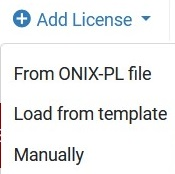 Add License
From ONIX-PL file
Load from template
Manually